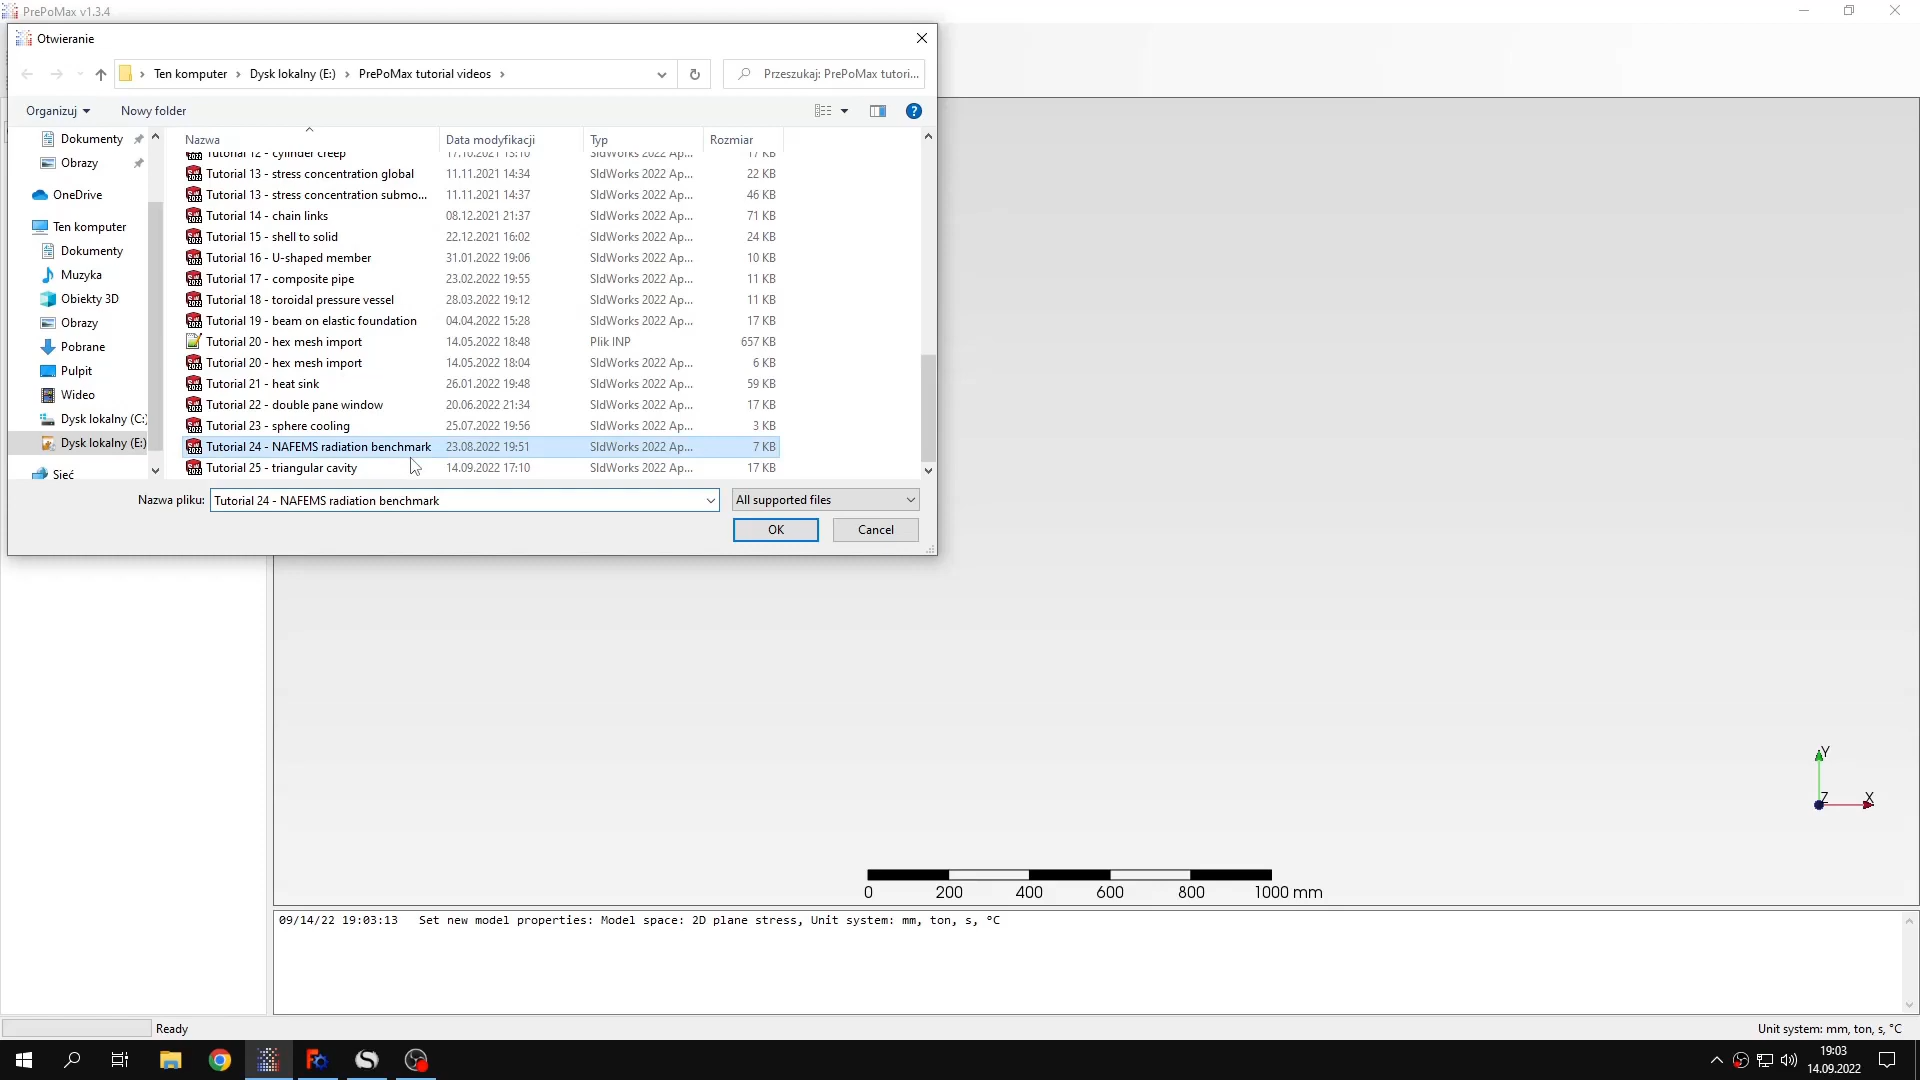 PrePoMax v1.3.4
Otwieranie
Ten komputer › Dysk lokalny (E:) › PrePoMax tutorial videos ›
Przeszukaj: PrePoMax tutori...
Organizuj
Nowy folder
Nazwa Data modyfikacji Typ Rozmiar
Tutorial 12 - cylinder creep 17.10.2021 15:10 SldWorks 2022 Ap... 17 KB
Tutorial 13 - stress concentration global 11.11.2021 14:34 SldWorks 2022 Ap... 22 KB
Tutorial 13 - stress concentration submo... 11.11.2021 14:37 SldWorks 2022 Ap... 46 KB
Tutorial 14 - chain links 08.12.2021 21:37 SldWorks 2022 Ap... 71 KB
Tutorial 15 - shell to solid 22.12.2021 16:02 SldWorks 2022 Ap... 24 KB
Tutorial 16 - U-shaped member 31.01.2022 19:06 SldWorks 2022 Ap... 10 KB
Tutorial 17 - composite pipe 23.02.2022 19:55 SldWorks 2022 Ap... 11 KB
Tutorial 18 - toroidal pressure vessel 28.03.2022 19:12 SldWorks 2022 Ap... 11 KB
Tutorial 19 - beam on elastic foundation 04.04.2022 15:28 SldWorks 2022 Ap... 17 KB
Tutorial 20 - hex mesh import 14.05.2022 18:48 Plik INP 657 KB
Tutorial 20 - hex mesh import 14.05.2022 18:04 SldWorks 2022 Ap... 6 KB
Tutorial 21 - heat sink 26.01.2022 19:48 SldWorks 2022 Ap... 59 KB
Tutorial 22 - double pane window 20.06.2022 21:34 SldWorks 2022 Ap... 17 KB
Tutorial 23 - sphere cooling 25.07.2022 19:56 SldWorks 2022 Ap... 3 KB
Tutorial 24 - NAFEMS radiation benchmark 23.08.2022 19:51 SldWorks 2022 Ap... 7 KB
Tutorial 25 - triangular cavity 14.09.2022 17:10 SldWorks 2022 Ap... 17 KB
Dokumenty
Obrazy
OneDrive
Ten komputer
Dokumenty
Muzyka
Obiekty 3D
Obrazy
Pobrane
Pulpit
Wideo
Dysk lokalny (C:)
Dysk lokalny (E:)
Sieć
Nazwa pliku: Tutorial 24 - NAFEMS radiation benchmark
All supported files
OK
Cancel
Y
Z
X
0 200 400 600 800 1000 mm
09/14/22 19:03:13 Set new model properties: Model space: 2D plane stress, Unit system: mm, ton, s, °C
Ready
Unit system: mm, ton, s, °C
19:03
14.09.2022